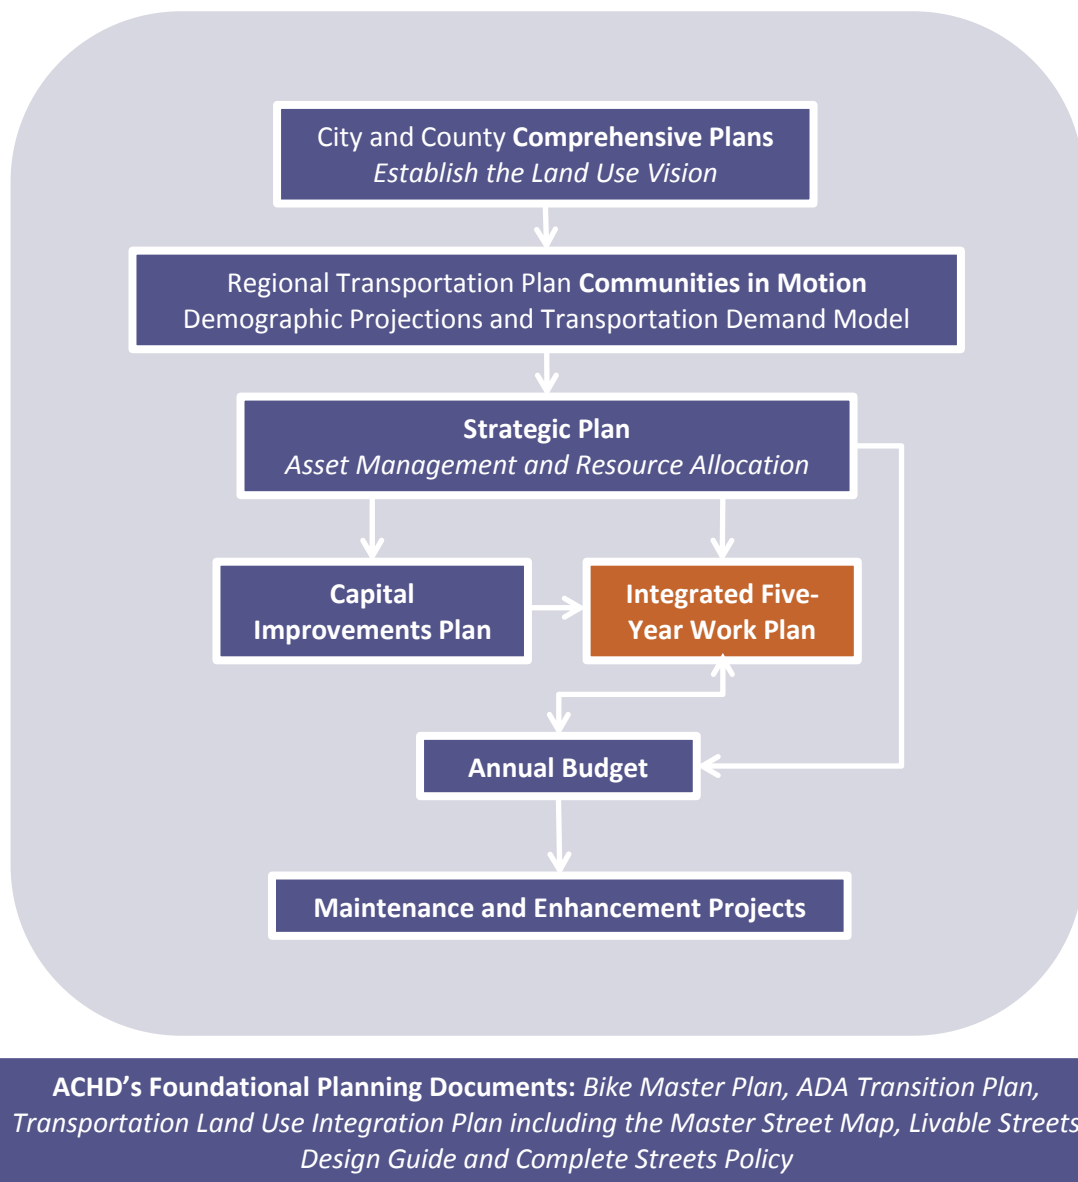 City and County Comprehensive Plans
Establish the Land Use Vision
Regional Transportation Plan Communities in Motion
Demographic Projections and Transportation Demand Model
Strategic Plan
Asset Management and Resource Allocation
Capital
Improvements Plan
Integrated Five-
Year Work Plan
Annual Budget
Maintenance and Enhancement Projects
ACHD’s Foundational Planning Documents: Bike Master Plan, ADA Transition Plan,
Transportation Land Use Integration Plan including the Master Street Map, Livable Streets
Design Guide and Complete Streets Policy